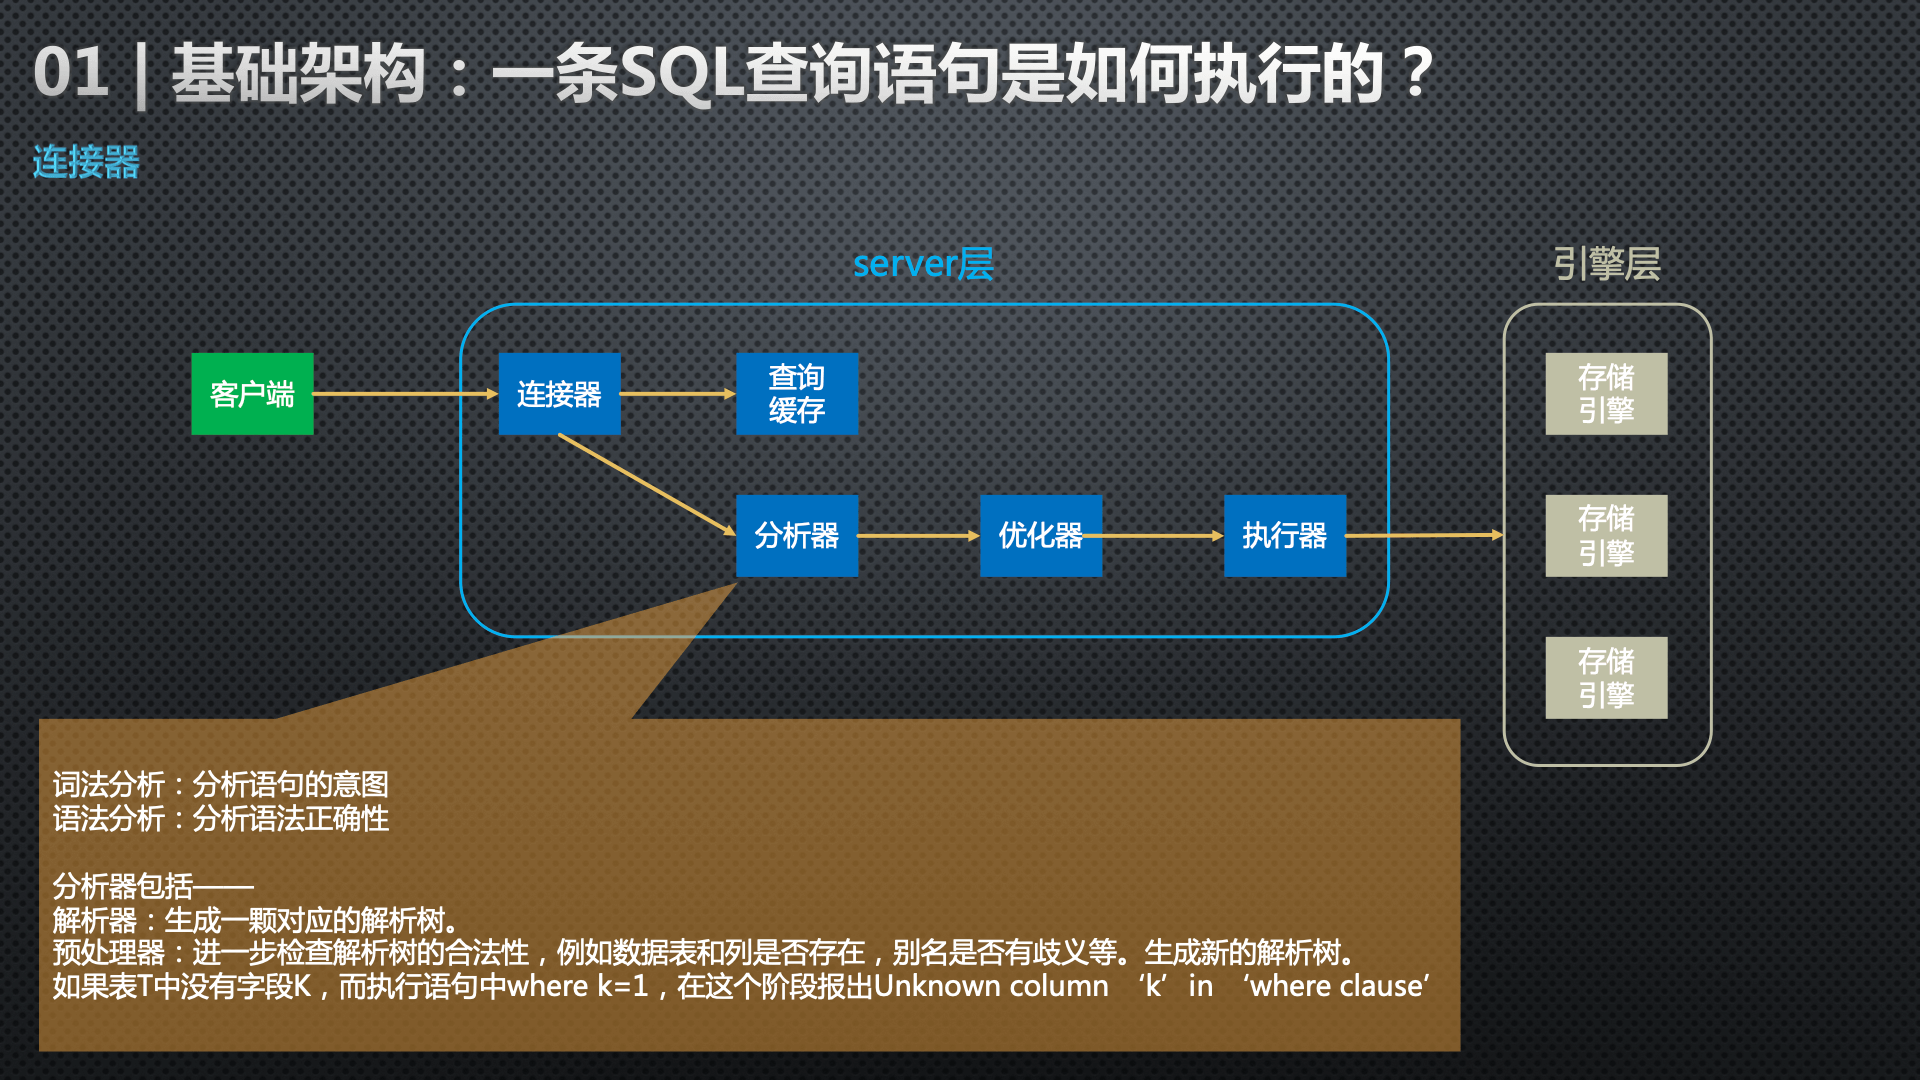 01 | 基础架构：一条SQL查询语句是如何执行的？
连接器
server层
引擎层
客户端
连接器
查询
缓存
存储
引擎
分析器
优化器
执行器
存储
引擎
存储
引擎
词法分析：分析语句的意图
语法分析：分析语法正确性
分析器包括——
解析器：生成一颗对应的解析树。
预处理器：进一步检查解析树的合法性，例如数据表和列是否存在，别名是否有歧义等。生成新的解析树。
如果表T中没有字段K，而执行语句中where k=1，在这个阶段报出Unknown column ‘k’ in ‘where clause’